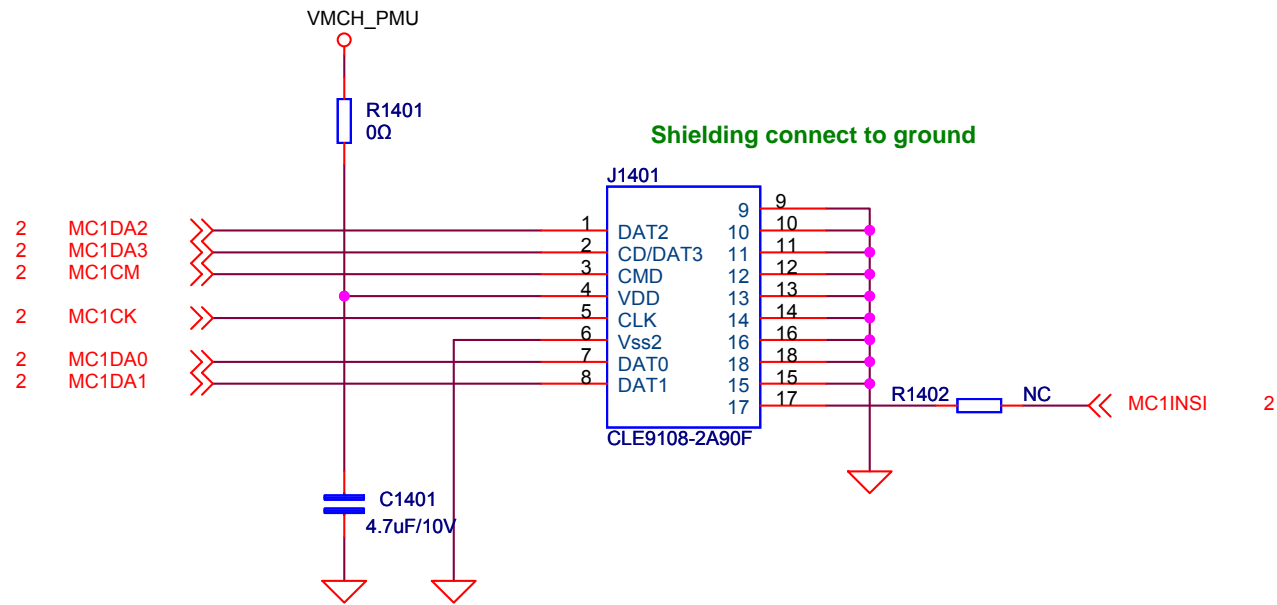 VMCH_PMU
R1401
0Ω
Shielding connect to ground
J1401
2 MC1DA2 1 DAT2
2 MC1DA3 2 CD/DAT3
2 MC1CM 3 CMD
4 VDD
2 MC1CK 5 CLK
6 Vss2
2 MC1DA0 7 DAT0
2 MC1DA1 8 DAT1
9 9
10 10
11 11
12 12
13 13
14 14
16 16
18 18
15 15
17 17
R1402 NC MC1INSI 2
CLE9108-2A90F
C1401
4.7uF/10V